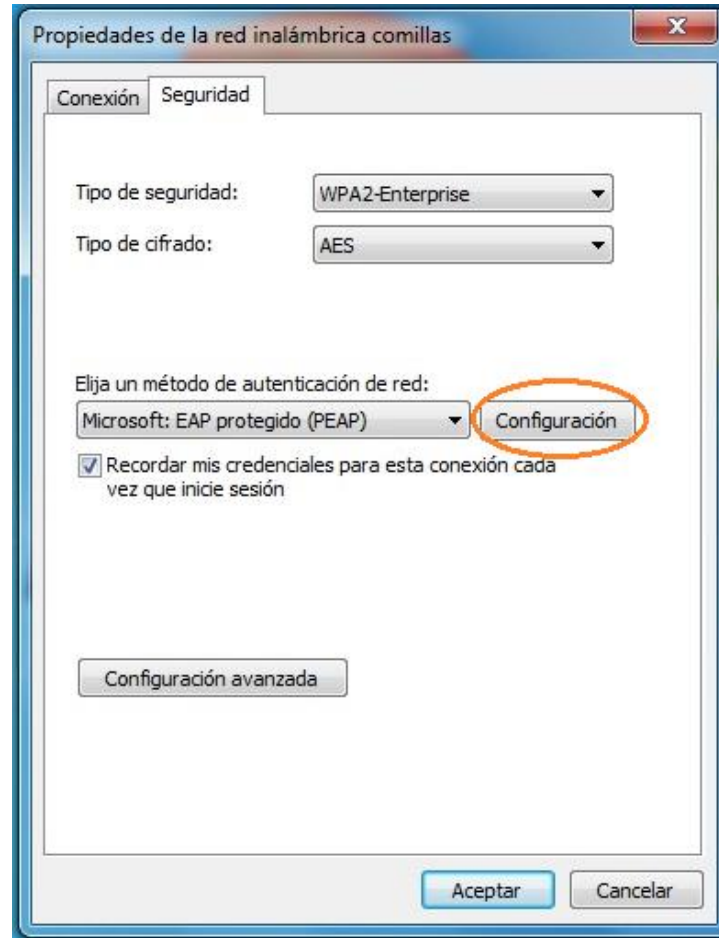 Propiedades de la red inalámbrica comillas
X
Conexión
Seguridad
Tipo de seguridad:
WPA2-Enterprise
Tipo de cifrado:
AES
Elija un método de autenticación de red:
Microsoft: EAP protegido (PEAP)
Configuración
Recordar mis credenciales para esta conexión cada
vez que inicie sesión
Configuración avanzada
Aceptar
Cancelar